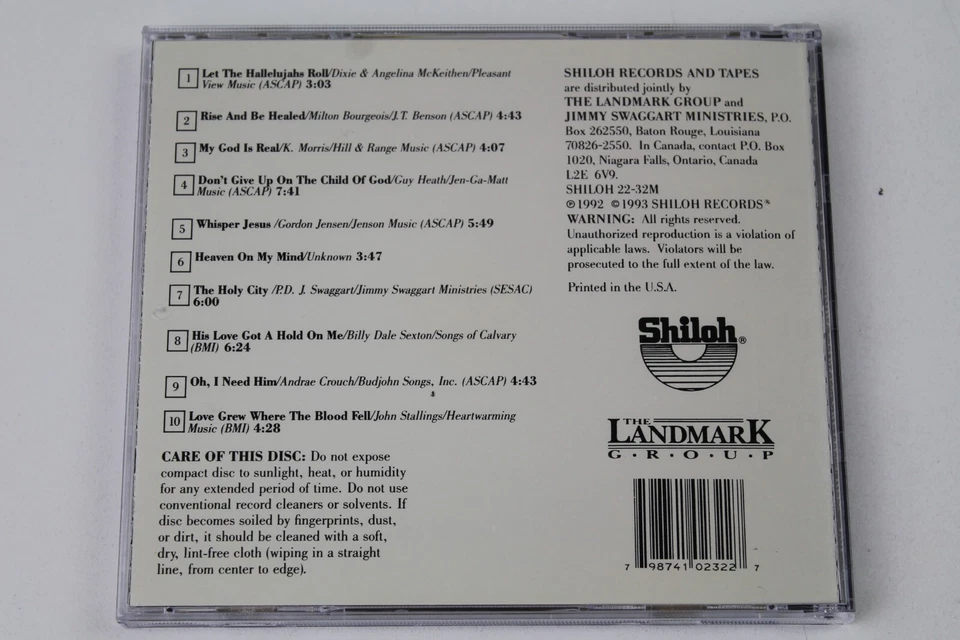 1 Let The Hallelujahs Roll/Dixie & Angelina McKeithen/Pleasant
View Music (ASCAP) 3:03
2 Rise And Be Healed/Milton Bourgeois/J.T. Benson (ASCAP) 4:43
3 My God Is Real/K. Morris/Hill & Range Music (ASCAP) 4:07
4 Don't Give Up On The Child Of God/Guy Heath/Jen-Ga-Matt
Music (ASCAP) 7:41
5 Whisper Jesus /Gordon Jensen/Jenson Music (ASCAP) 5:49
6 Heaven On My Mind/Unknown 3:47
7 The Holy City /P.D. J. Swaggart/Jimmy Swaggart Ministries (SESAC)
6:00
8 His Love Got A Hold On Me/Billy Dale Sexton/Songs of Calvary
(BMI) 6:24
9 Oh, I Need Him/Andrae Crouch/Budjohn Songs, Inc. (ASCAP) 4:43
10 Love Grew Where The Blood Fell/John Stallings/Heartwarming
Music (BMI) 4:28
CARE OF THIS DISC: Do not expose
compact disc to sunlight, heat, or humidity
for any extended period of time. Do not use
conventional record cleaners or solvents. If
disc becomes soiled by fingerprints, dust,
or dirt, it should be cleaned with a soft,
dry, lint-free cloth (wiping in a straight
line, from center to edge).
SHILOH RECORDS AND TAPES
are distributed jointly by
THE LANDMARK GROUP and
JIMMY SWAGGART MINISTRIES, P.O.
Box 262550, Baton Rouge, Louisiana
70826-2550. In Canada, contact P.O. Box
1020, Niagara Falls, Ontario, Canada
L2E 6V9.
SHILOH 22-32M
℗1992 ©1993 SHILOH RECORDS®
WARNING: All rights reserved.
Unauthorized reproduction is a violation of
applicable laws. Violators will be
prosecuted to the full extent of the law.
Printed in the U.S.A.
Shiloh®
THE
LANDMARK
G·R·O·U·P
7 98741 02322 7